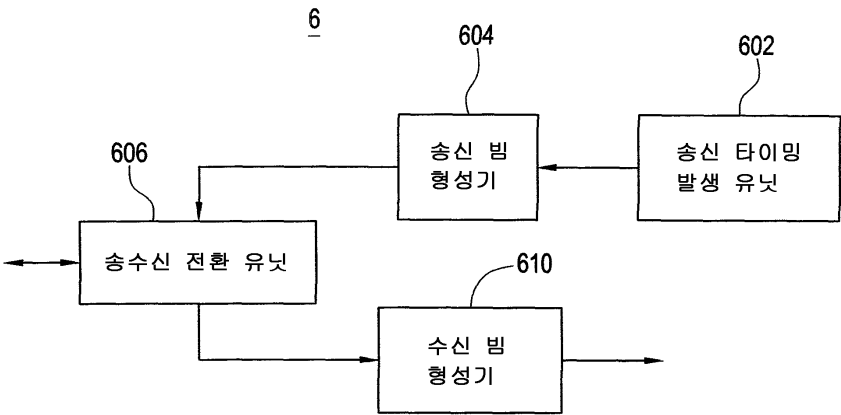 6
604
602
송신 빔
형성기
송신 타이밍
발생 유닛
606
송수신 전환 유닛
610
수신 빔
형성기